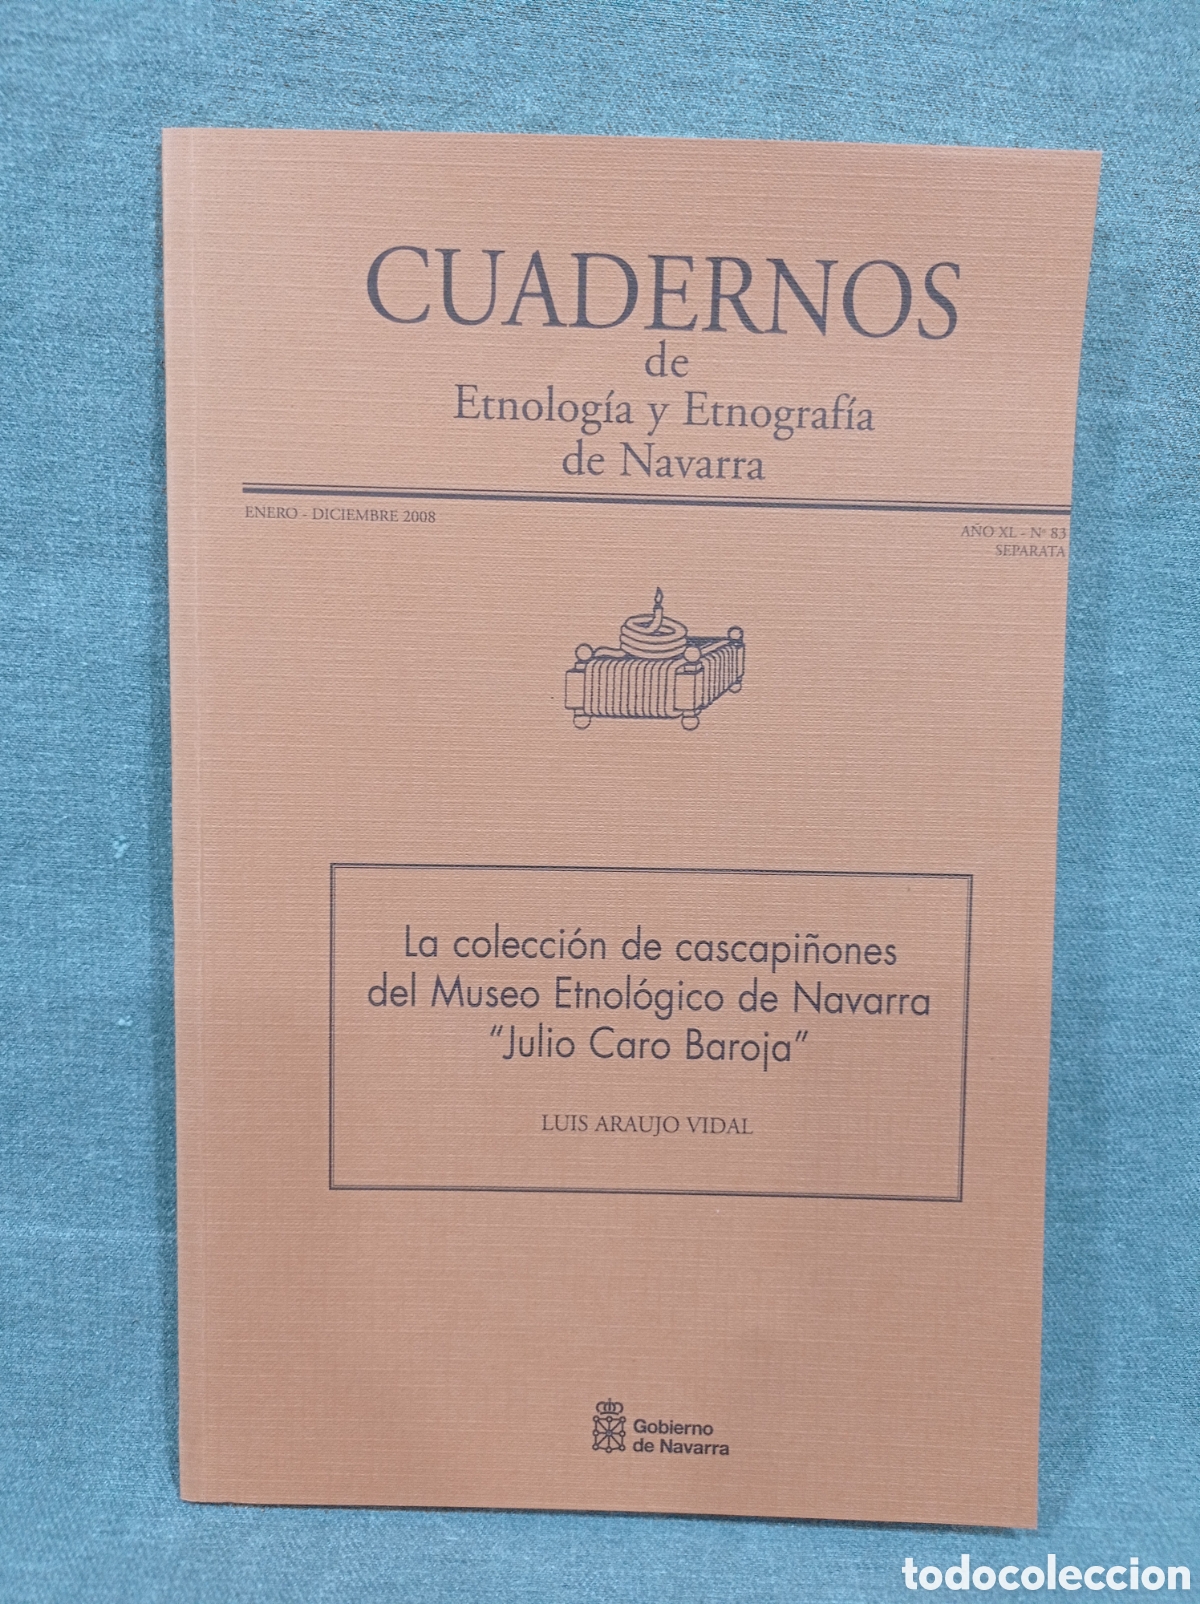 CUADERNOS
de
Etnología y Etnografía
de Navarra
ENERO - DICIEMBRE 2008
AÑO XL - Nº 83
SEPARATA
La colección de cascapiñones
del Museo Etnológico de Navarra
"Julio Caro Baroja"
LUIS ARAUJO VIDAL
Gobierno
de Navarra
todocoleccion